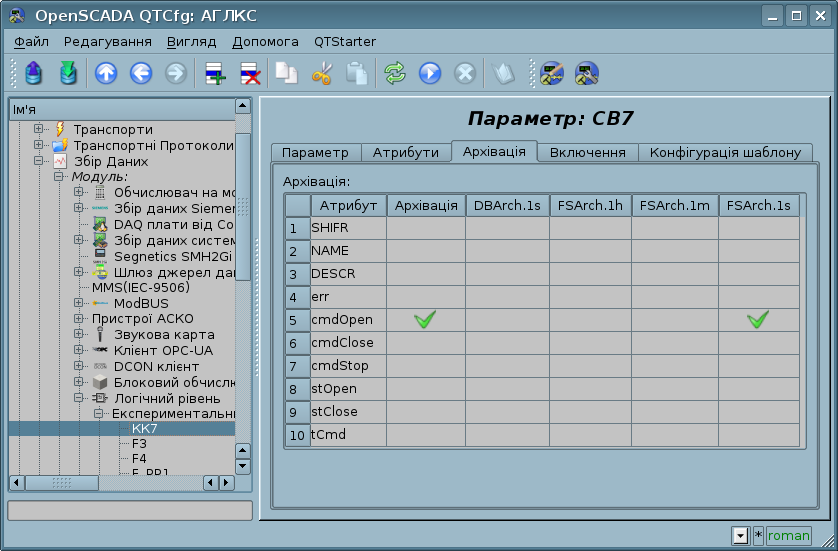 OpenSCADA QTCfg: АГЛКС
Файл Редагування Вигляд Допомога QTStarter
Ім'я
Транспорти
Транспортні Протоколи
Збір Даних
Модуль:
Обчислювач на мо
Збір даних Siemen
DAQ плати від Co
Збір даних систем
Segnetics SMH2Gi
Шлюз джерел да
MMS(IEC-9506)
ModBUS
Пристрої АСКО
Звукова карта
Клієнт OPC-UA
DCON клієнт
Блоковий обчислю
Логічний рівень
Експериментальн
КК7
F3
F4
F_PP1
Параметр: СВ7
Параметр Атрибути Архівація Включення Конфігурація шаблону
Архівація:
Атрибут Архівація DBArch.1s FSArch.1h FSArch.1m FSArch.1s
1 SHIFR
2 NAME
3 DESCR
4 err
5 cmdOpen
6 cmdClose
7 cmdStop
8 stOpen
9 stClose
10 tCmd
* roman